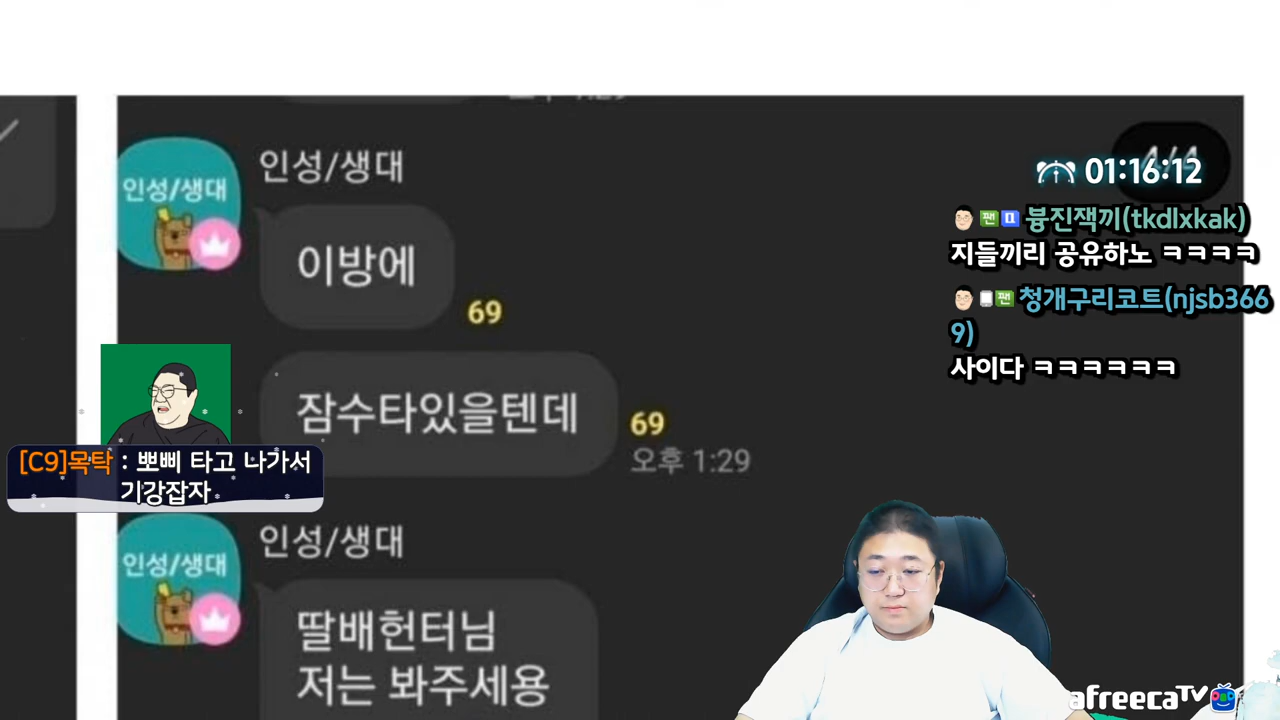 인성/생대
인성/생대
이방에
69
잠수타있을텐데
69
오후 1:29
인성/생대
인성/생대
딸배헌터님
저는 봐주세용
[C9]목탁 : 뽀삐 타고 나가서
기강잡자
01:16:12
븅진잭끼(tkdlxkak)
지들끼리 공유하노 ㅋㅋㅋㅋ
청개구리코트(njsb366
9)
사이다 ㅋㅋㅋㅋㅋㅋ
afreecaTV